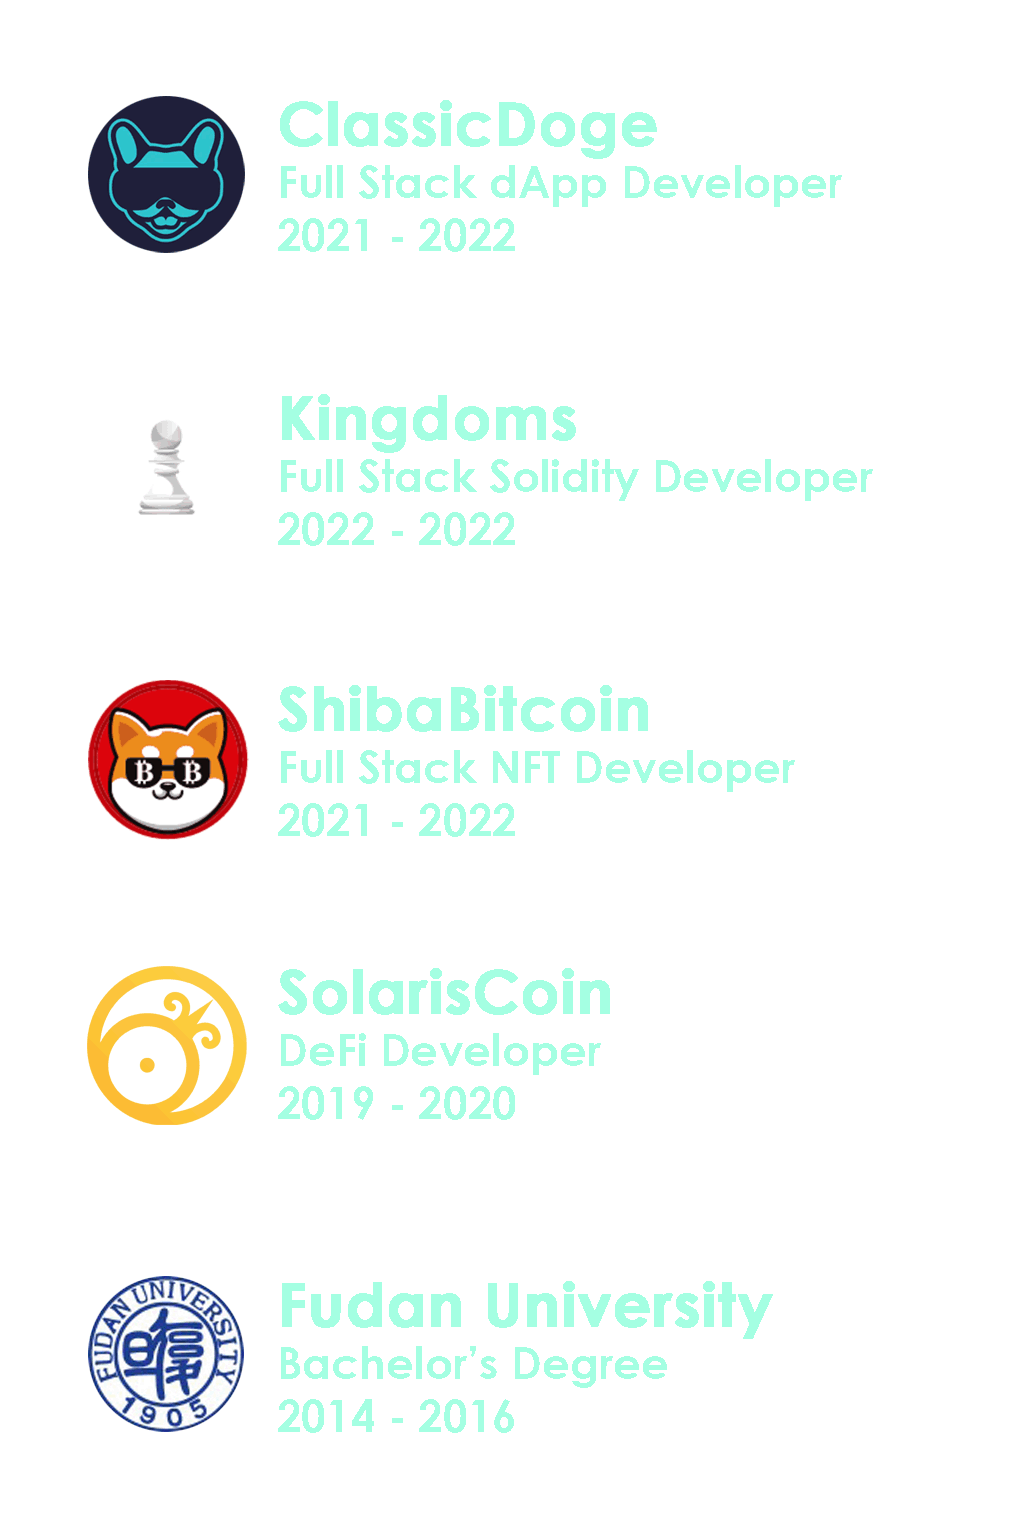 ClassicDoge
Full Stack dApp Developer
2021 - 2022
Kingdoms
Full Stack Solidity Developer
2022 - 2022
ShibaBitcoin
Full Stack NFT Developer
2021 - 2022
SolarisCoin
DeFi Developer
2019 - 2020
FUDAN UNIVERSITY
1905
Fudan University
Bachelor's Degree
2014 - 2016